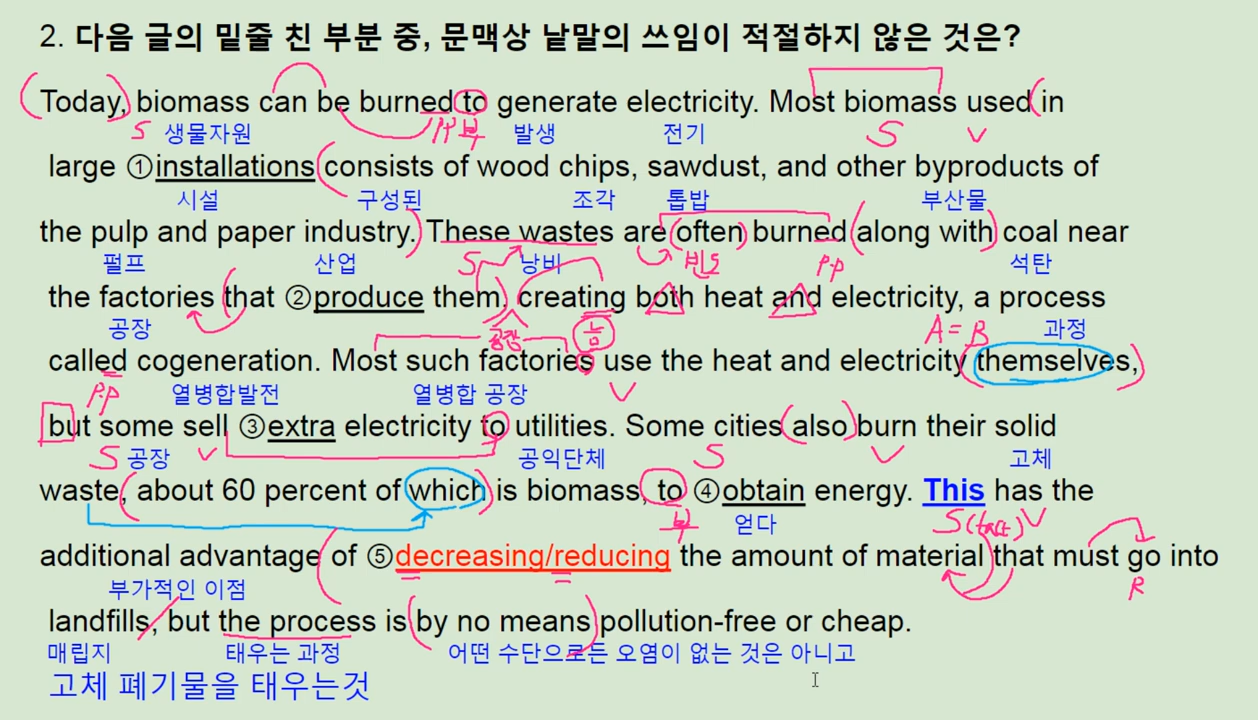 2. 다음 글의 밑줄 친 부분 중, 문맥상 낱말의 쓰임이 적절하지 않은 것은?
(Today,) biomass can be burned to generate electricity. Most biomass used (in
S 생물자원 PP 부 발생 전기 S V
large ①installations (consists of wood chips, sawdust, and other byproducts of
시설 구성된 조각 톱밥 부산물
the pulp and paper industry.) These wastes are (often) burned (along with) coal near
펄프 산업 S 낭비 빈도 P.P 석탄
the factories (that ②produce them, creating both heat and electricity, a process
공장 공장 능 A=B 과정
called cogeneration. Most such factories use the heat and electricity (themselves,)
P.P 열병합발전 열병합 공장 V
but some sell ③extra electricity to utilities. Some cities (also) burn their solid
S 공장 V 공익단체 S V 고체
waste, (about 60 percent of which) is biomass, to ④obtain energy. This has the
부 얻다 S(fact) V
additional advantage (of ⑤decreasing/reducing the amount of material) that must go into
부가적인 이점 R
landfills, but the process is (by no means) pollution-free or cheap.
매립지 태우는 과정 어떤 수단으로든 오염이 없는 것은 아니고
고체 폐기물을 태우는것